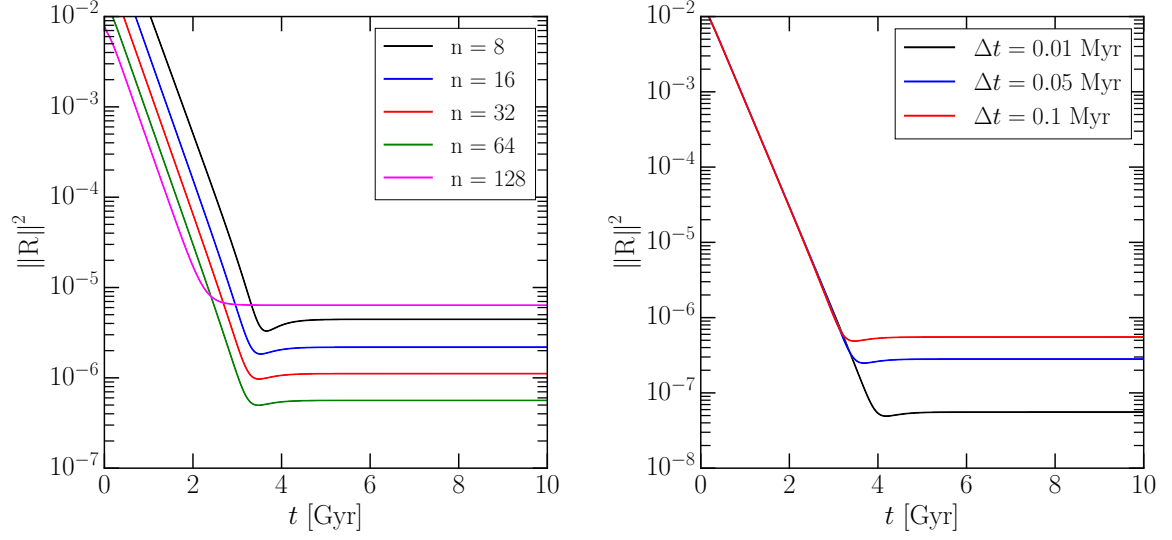 10⁻²
10⁻³
10⁻⁴
10⁻⁵
10⁻⁶
10⁻⁷
‖R‖²
0 2 4 6 8 10
t [Gyr]
n = 8
n = 16
n = 32
n = 64
n = 128
10⁻²
10⁻³
10⁻⁴
10⁻⁵
10⁻⁶
10⁻⁷
10⁻⁸
‖R‖²
0 2 4 6 8 10
t [Gyr]
Δt = 0.01 Myr
Δt = 0.05 Myr
Δt = 0.1 Myr